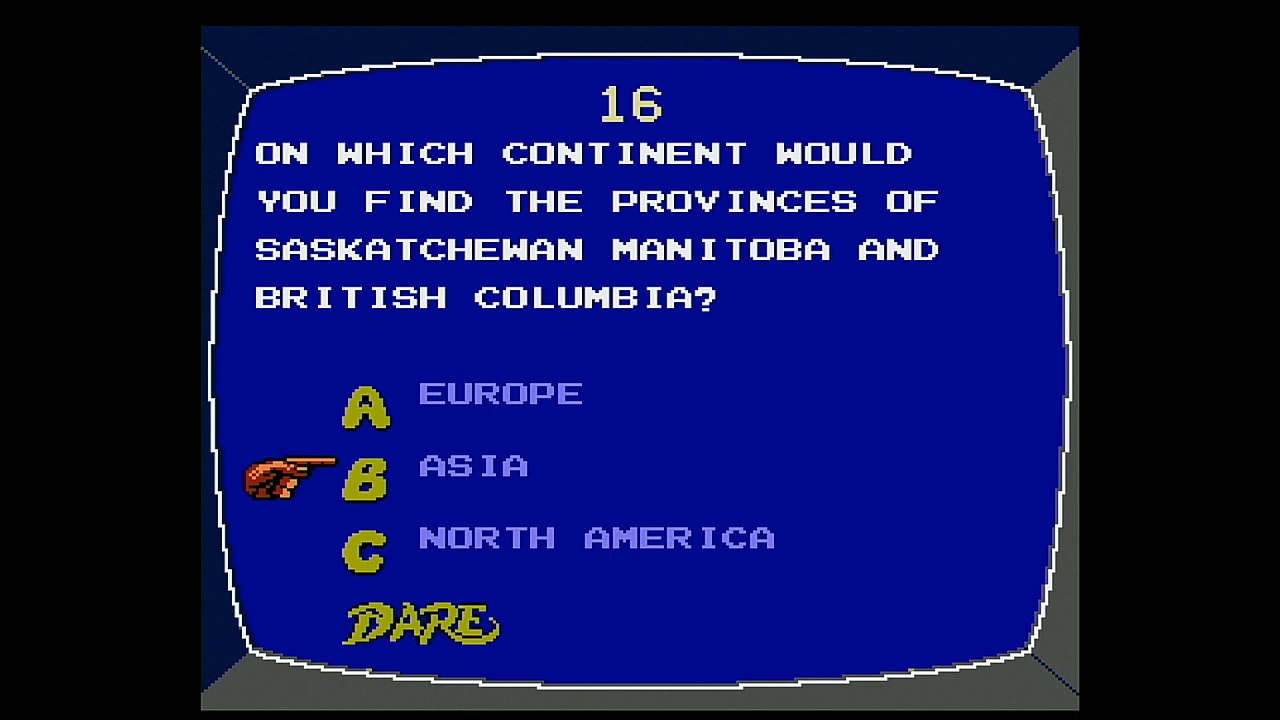 16
ON WHICH CONTINENT WOULD
YOU FIND THE PROVINCES OF
SASKATCHEWAN MANITOBA AND
BRITISH COLUMBIA?
A EUROPE
B ASIA
C NORTH AMERICA
DARE